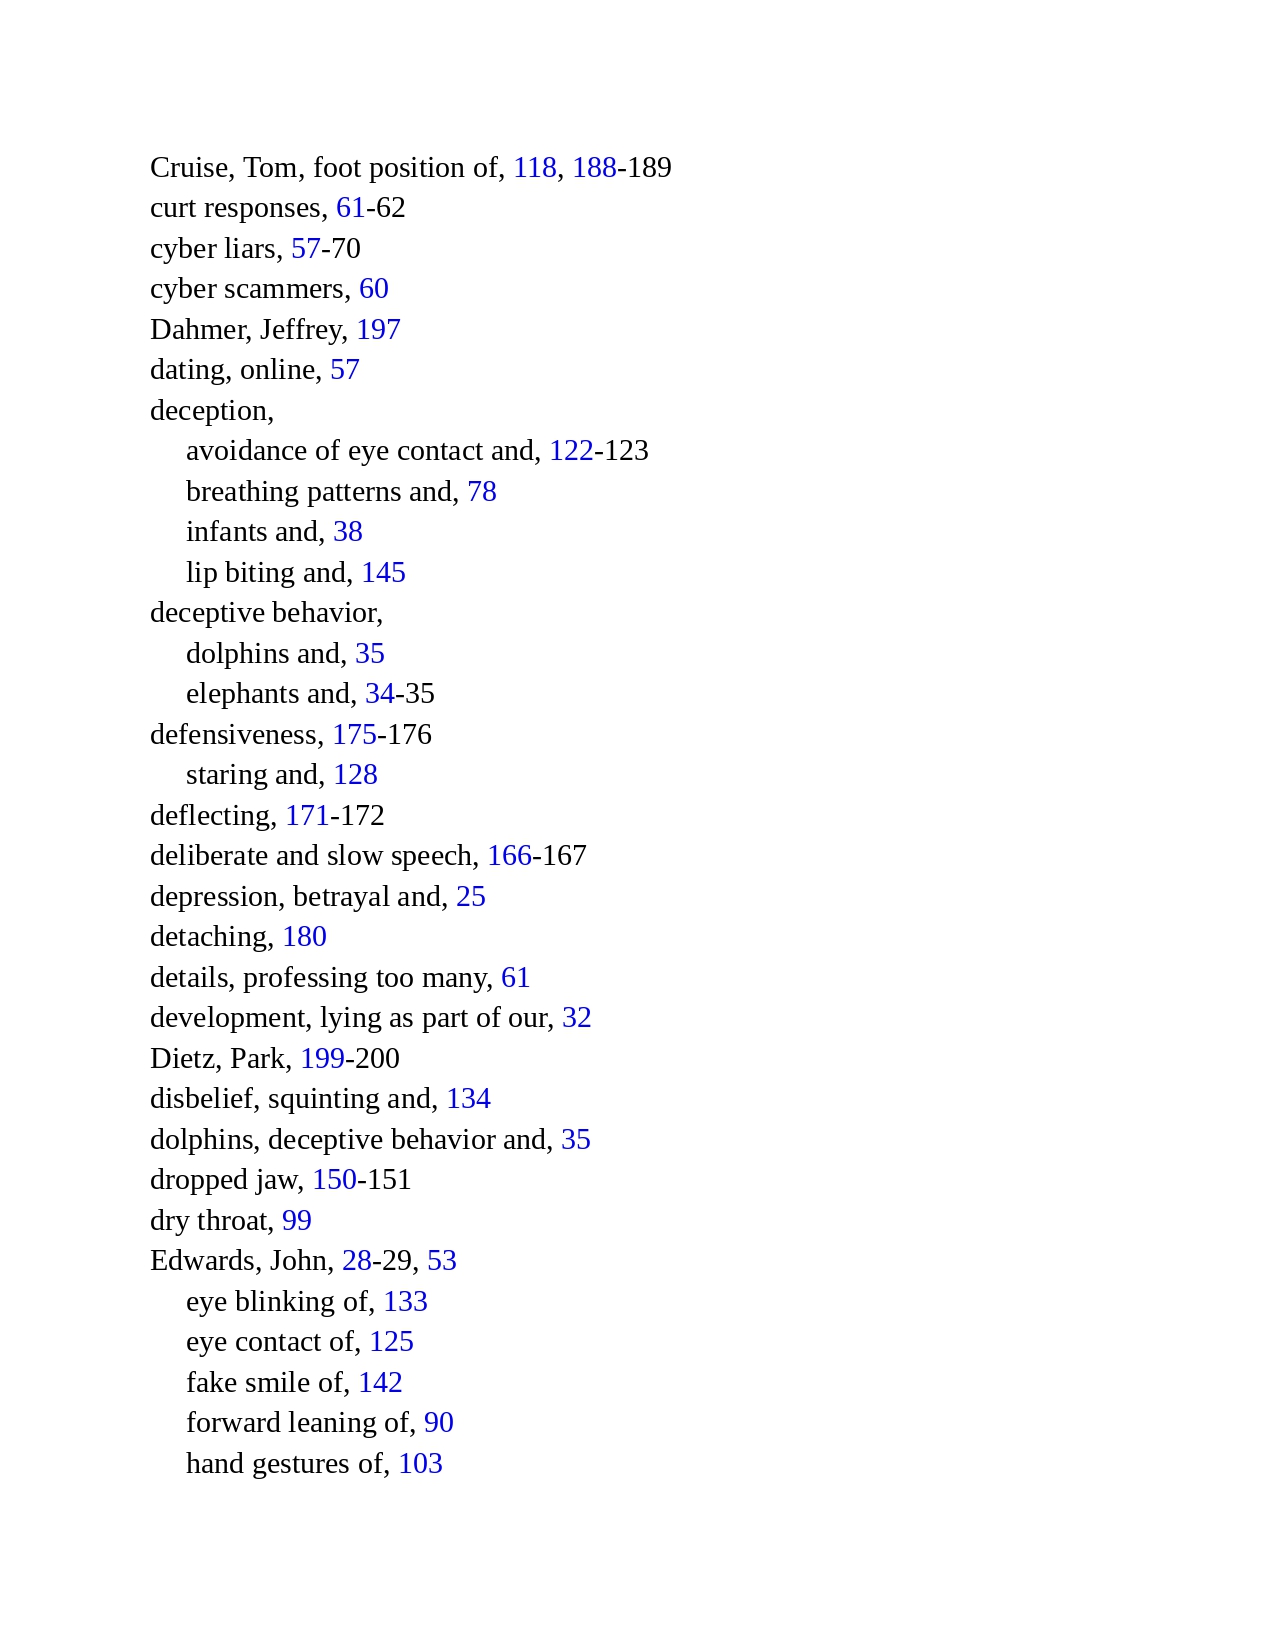 Cruise, Tom, foot position of, 118, 188-189
curt responses, 61-62
cyber liars, 57-70
cyber scammers, 60
Dahmer, Jeffrey, 197
dating, online, 57
deception,
avoidance of eye contact and, 122-123
breathing patterns and, 78
infants and, 38
lip biting and, 145
deceptive behavior,
dolphins and, 35
elephants and, 34-35
defensiveness, 175-176
staring and, 128
deflecting, 171-172
deliberate and slow speech, 166-167
depression, betrayal and, 25
detaching, 180
details, professing too many, 61
development, lying as part of our, 32
Dietz, Park, 199-200
disbelief, squinting and, 134
dolphins, deceptive behavior and, 35
dropped jaw, 150-151
dry throat, 99
Edwards, John, 28-29, 53
eye blinking of, 133
eye contact of, 125
fake smile of, 142
forward leaning of, 90
hand gestures of, 103